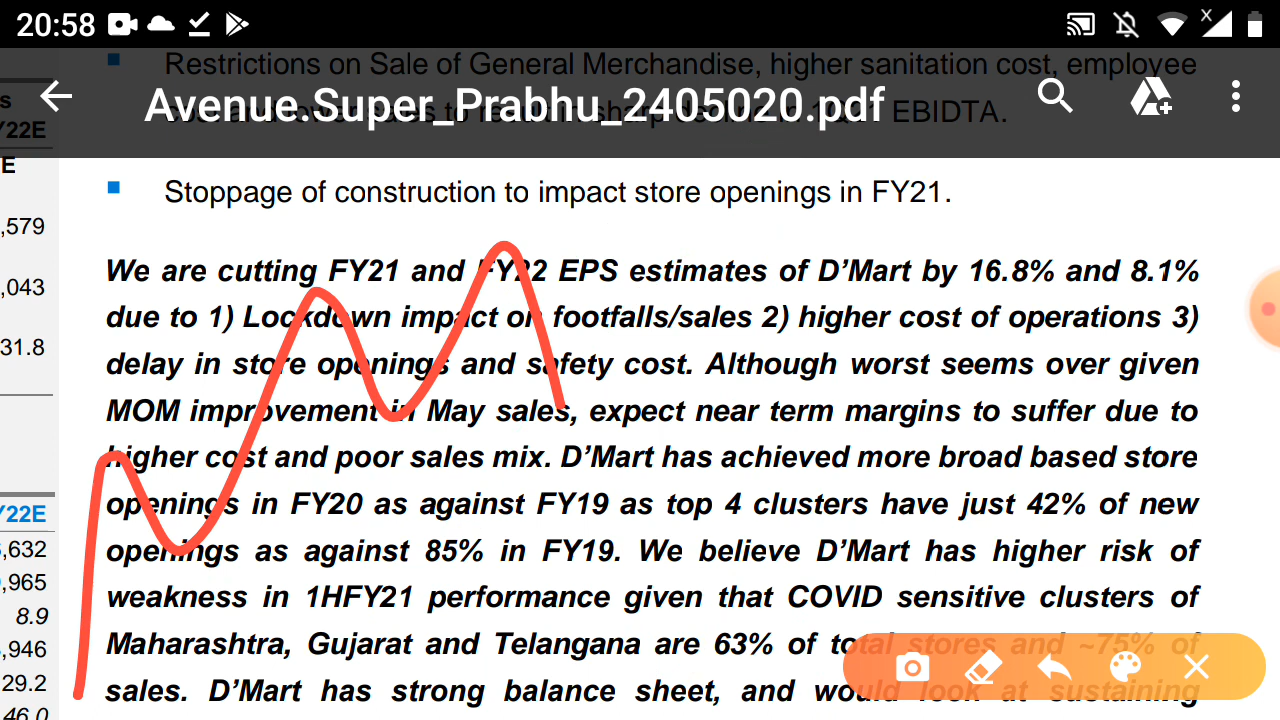 20:58
X
Restrictions on Sale of General Merchandise, higher sanitation cost, employee
Avenue.Super_Prabhu_2405020.pdf
EBIDTA.
Stoppage of construction to impact store openings in FY21.
We are cutting FY21 and FY22 EPS estimates of D'Mart by 16.8% and 8.1%
due to 1) Lockdown impact on footfalls/sales 2) higher cost of operations 3)
delay in store openings and safety cost. Although worst seems over given
MOM improvement in May sales, expect near term margins to suffer due to
higher cost and poor sales mix. D'Mart has achieved more broad based store
openings in FY20 as against FY19 as top 4 clusters have just 42% of new
openings as against 85% in FY19. We believe D'Mart has higher risk of
weakness in 1HFY21 performance given that COVID sensitive clusters of
Maharashtra, Gujarat and Telangana are 63% of total stores and ~75% of
sales. D'Mart has strong balance sheet, and would look at sustaining
s
Y22E
E
,579
,043
31.8
Y22E
,632
,965
8.9
,946
29.2
46.0